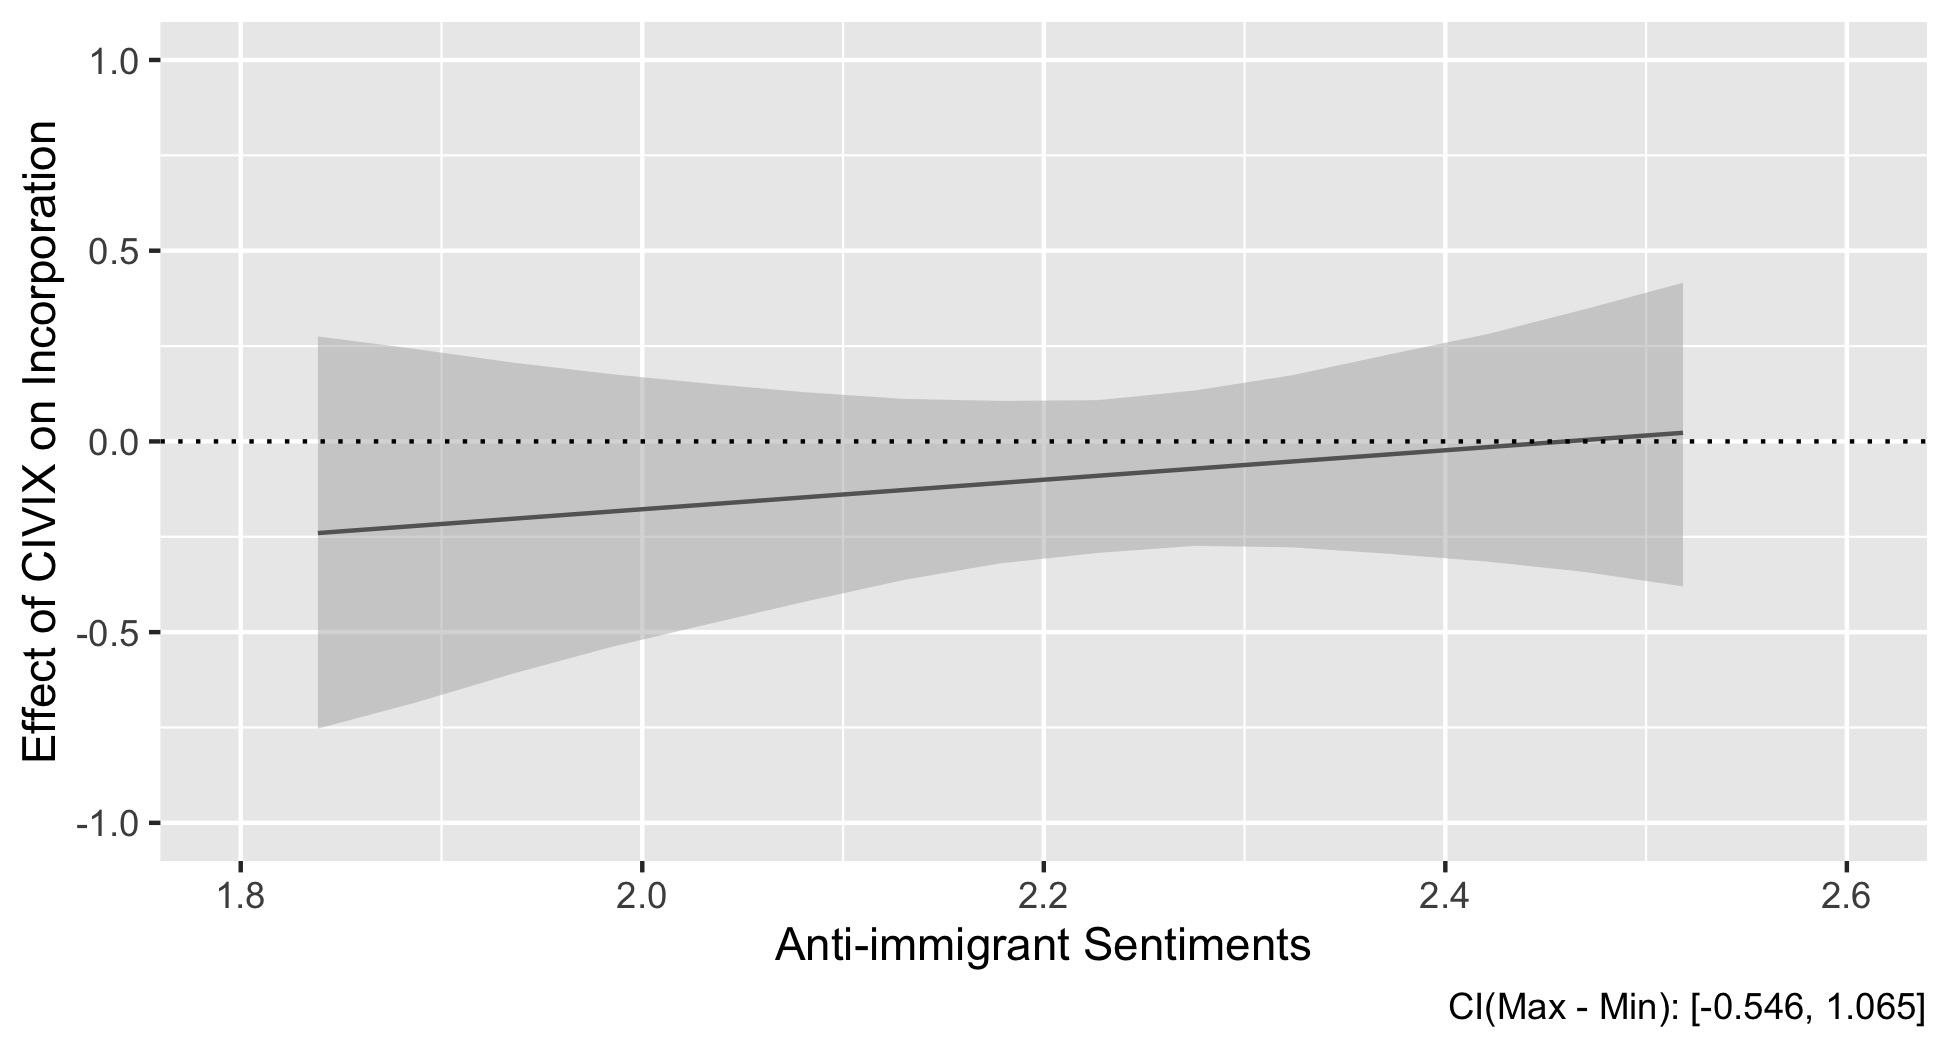 Effect of CIVIX on Incorporation
1.0
0.5
0.0
-0.5
-1.0
1.8 2.0 2.2 2.4 2.6
Anti-immigrant Sentiments
CI(Max - Min): [-0.546, 1.065]